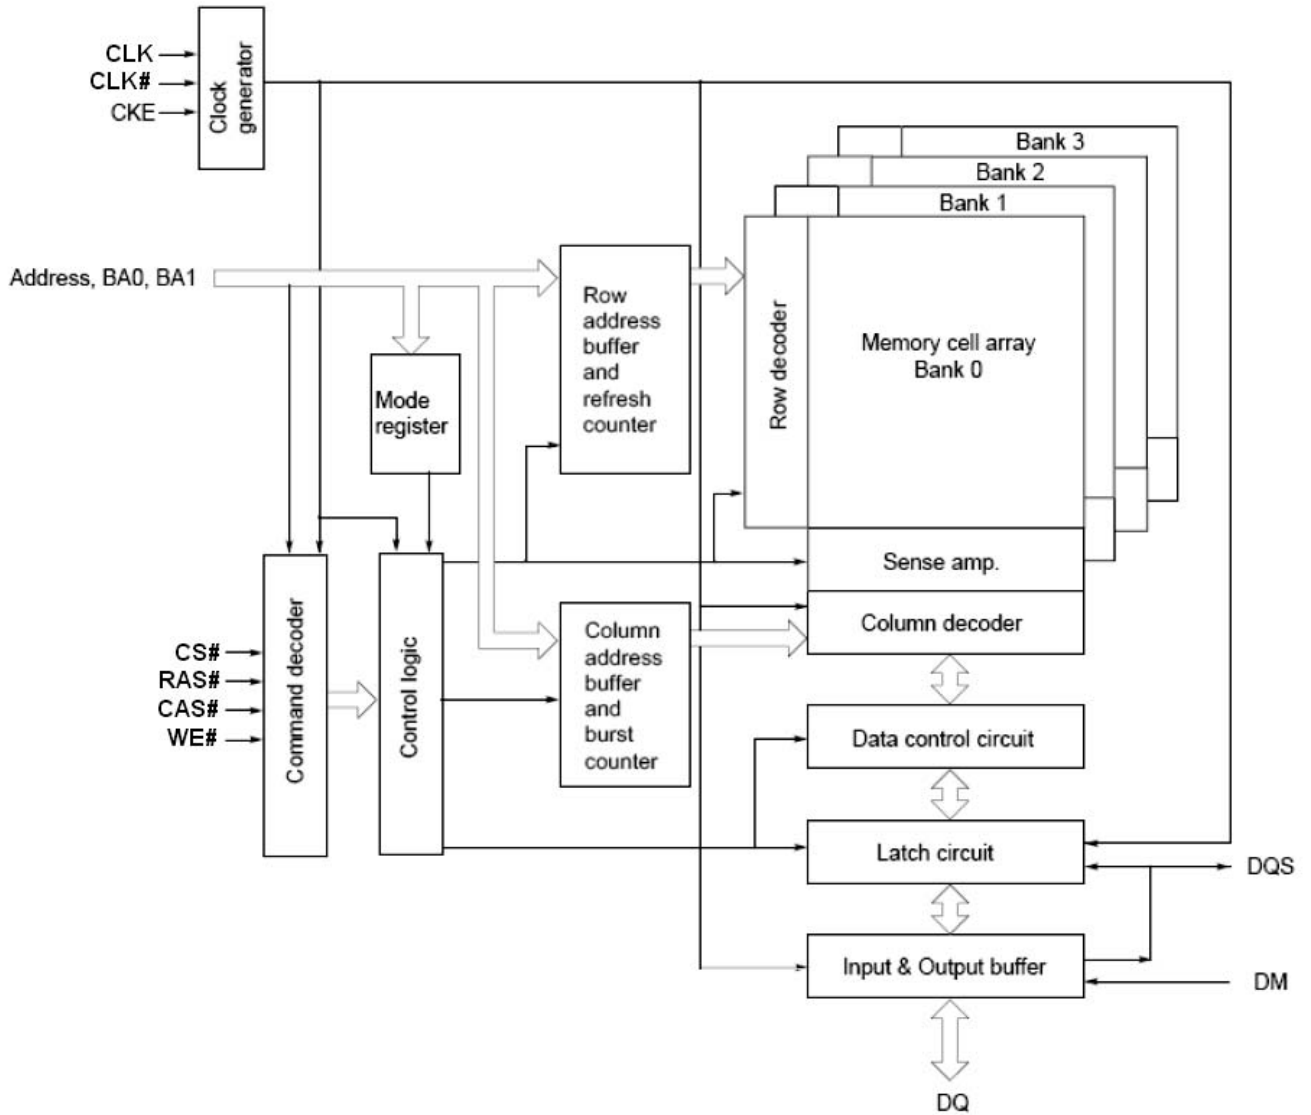 CLK
CLK#
CKE
Clock
generator
Bank 3
Bank 2
Bank 1
Address, BA0, BA1
Row
address
buffer
and
refresh
counter
Row decoder
Memory cell array
Bank 0
Mode
register
Sense amp.
Column decoder
CS#
RAS#
CAS#
WE#
Command decoder
Control logic
Column
address
buffer
and
burst
counter
Data control circuit
Latch circuit
DQS
Input & Output buffer
DM
DQ